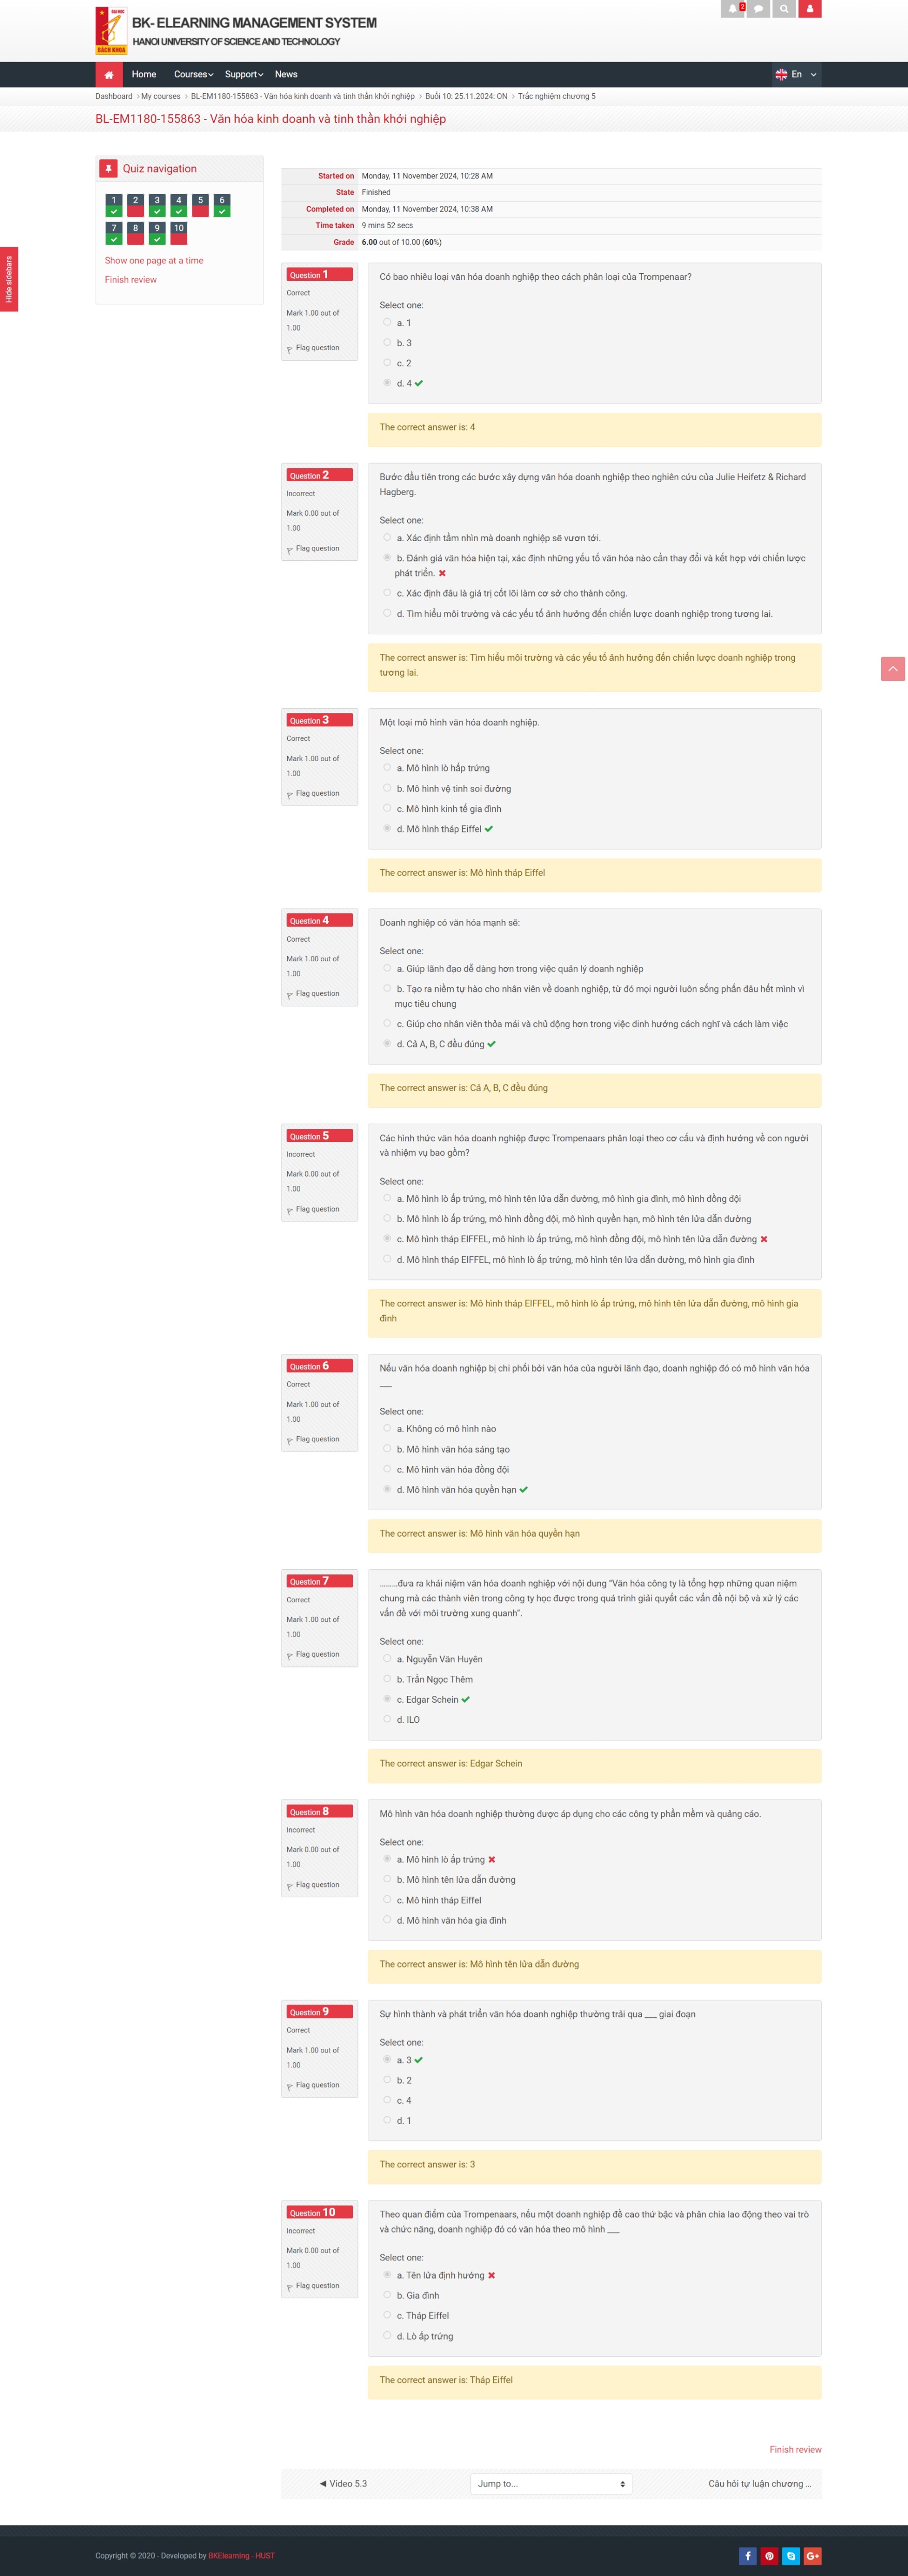 BK- ELEARNING MANAGEMENT SYSTEM
HANOI UNIVERSITY OF SCIENCE AND TECHNOLOGY
BÁCH KHOA
2
Home Courses Support News
En
Dashboard > My courses > BL-EM1180-155863 - Văn hóa kinh doanh và tinh thần khởi nghiệp > Buổi 10: 25.11.2024: ON > Trắc nghiệm chương 5
BL-EM1180-155863 - Văn hóa kinh doanh và tinh thần khởi nghiệp
Hide sidebars
Quiz navigation
1 2 3 4 5 6
7 8 9 10
Show one page at a time
Finish review
Started on Monday, 11 November 2024, 10:28 AM
State Finished
Completed on Monday, 11 November 2024, 10:38 AM
Time taken 9 mins 52 secs
Grade 6.00 out of 10.00 (60%)
Question 1
Correct
Mark 1.00 out of
1.00
Flag question
Có bao nhiêu loại văn hóa doanh nghiệp theo cách phân loại của Trompenaar?
Select one:
a. 1
b. 3
c. 2
d. 4
The correct answer is: 4
Question 2
Incorrect
Mark 0.00 out of
1.00
Flag question
Bước đầu tiên trong các bước xây dựng văn hóa doanh nghiệp theo nghiên cứu của Julie Heifetz & Richard
Hagberg.
Select one:
a. Xác định tầm nhìn mà doanh nghiệp sẽ vươn tới.
b. Đánh giá văn hóa hiện tại, xác định những yếu tố văn hóa nào cần thay đổi và kết hợp với chiến lược
phát triển.
c. Xác định đâu là giá trị cốt lõi làm cơ sở cho thành công.
d. Tìm hiểu môi trường và các yếu tố ảnh hưởng đến chiến lược doanh nghiệp trong tương lai.
The correct answer is: Tìm hiểu môi trường và các yếu tố ảnh hưởng đến chiến lược doanh nghiệp trong
tương lai.
Question 3
Correct
Mark 1.00 out of
1.00
Flag question
Một loại mô hình văn hóa doanh nghiệp.
Select one:
a. Mô hình lò hấp trứng
b. Mô hình vệ tinh soi đường
c. Mô hình kinh tế gia đình
d. Mô hình tháp Eiffel
The correct answer is: Mô hình tháp Eiffel
Question 4
Correct
Mark 1.00 out of
1.00
Flag question
Doanh nghiệp có văn hóa mạnh sẽ:
Select one:
a. Giúp lãnh đạo dễ dàng hơn trong việc quản lý doanh nghiệp
b. Tạo ra niềm tự hào cho nhân viên về doanh nghiệp, từ đó mọi người luôn sống phấn đấu hết mình vì
mục tiêu chung
c. Giúp cho nhân viên thỏa mái và chủ động hơn trong việc đinh hướng cách nghĩ và cách làm việc
d. Cả A, B, C đều đúng
The correct answer is: Cả A, B, C đều đúng
Question 5
Incorrect
Mark 0.00 out of
1.00
Flag question
Các hình thức văn hóa doanh nghiệp được Trompenaars phân loại theo cơ cấu và định hướng về con người
và nhiệm vụ bao gồm?
Select one:
a. Mô hình lò ấp trứng, mô hình tên lửa dẫn đường, mô hình gia đình, mô hình đồng đội
b. Mô hình lò ấp trứng, mô hình đồng đội, mô hình quyền hạn, mô hình tên lửa dẫn đường
c. Mô hình tháp EIFFEL, mô hình lò ấp trứng, mô hình đồng đội, mô hình tên lửa dẫn đường
d. Mô hình tháp EIFFEL, mô hình lò ấp trứng, mô hình tên lửa dẫn đường, mô hình gia đình
The correct answer is: Mô hình tháp EIFFEL, mô hình lò ấp trứng, mô hình tên lửa dẫn đường, mô hình gia
đình
Question 6
Correct
Mark 1.00 out of
1.00
Flag question
Nếu văn hóa doanh nghiệp bị chi phối bởi văn hóa của người lãnh đạo, doanh nghiệp đó có mô hình văn hóa
___
Select one:
a. Không có mô hình nào
b. Mô hình văn hóa sáng tạo
c. Mô hình văn hóa đồng đội
d. Mô hình văn hóa quyền hạn
The correct answer is: Mô hình văn hóa quyền hạn
Question 7
Correct
Mark 1.00 out of
1.00
Flag question
………đưa ra khái niệm văn hóa doanh nghiệp với nội dung “Văn hóa công ty là tổng hợp những quan niệm
chung mà các thành viên trong công ty học được trong quá trình giải quyết các vấn đề nội bộ và xử lý các
vấn đề với môi trường xung quanh”.
Select one:
a. Nguyễn Văn Huyên
b. Trần Ngọc Thêm
c. Edgar Schein
d. ILO
The correct answer is: Edgar Schein
Question 8
Incorrect
Mark 0.00 out of
1.00
Flag question
Mô hình văn hóa doanh nghiệp thường được áp dụng cho các công ty phần mềm và quảng cáo.
Select one:
a. Mô hình lò ấp trứng
b. Mô hình tên lửa dẫn đường
c. Mô hình tháp Eiffel
d. Mô hình văn hóa gia đình
The correct answer is: Mô hình tên lửa dẫn đường
Question 9
Correct
Mark 1.00 out of
1.00
Flag question
Sự hình thành và phát triển văn hóa doanh nghiệp thường trải qua ___ giai đoạn
Select one:
a. 3
b. 2
c. 4
d. 1
The correct answer is: 3
Question 10
Incorrect
Mark 0.00 out of
1.00
Flag question
Theo quan điểm của Trompenaars, nếu một doanh nghiệp đề cao thứ bậc và phân chia lao động theo vai trò
và chức năng, doanh nghiệp đó có văn hóa theo mô hình ___
Select one:
a. Tên lửa định hướng
b. Gia đình
c. Tháp Eiffel
d. Lò ấp trứng
The correct answer is: Tháp Eiffel
Finish review
◄ Video 5.3
Jump to...
Câu hỏi tự luận chương ...
Copyright © 2020 - Developed by BKElearning - HUST